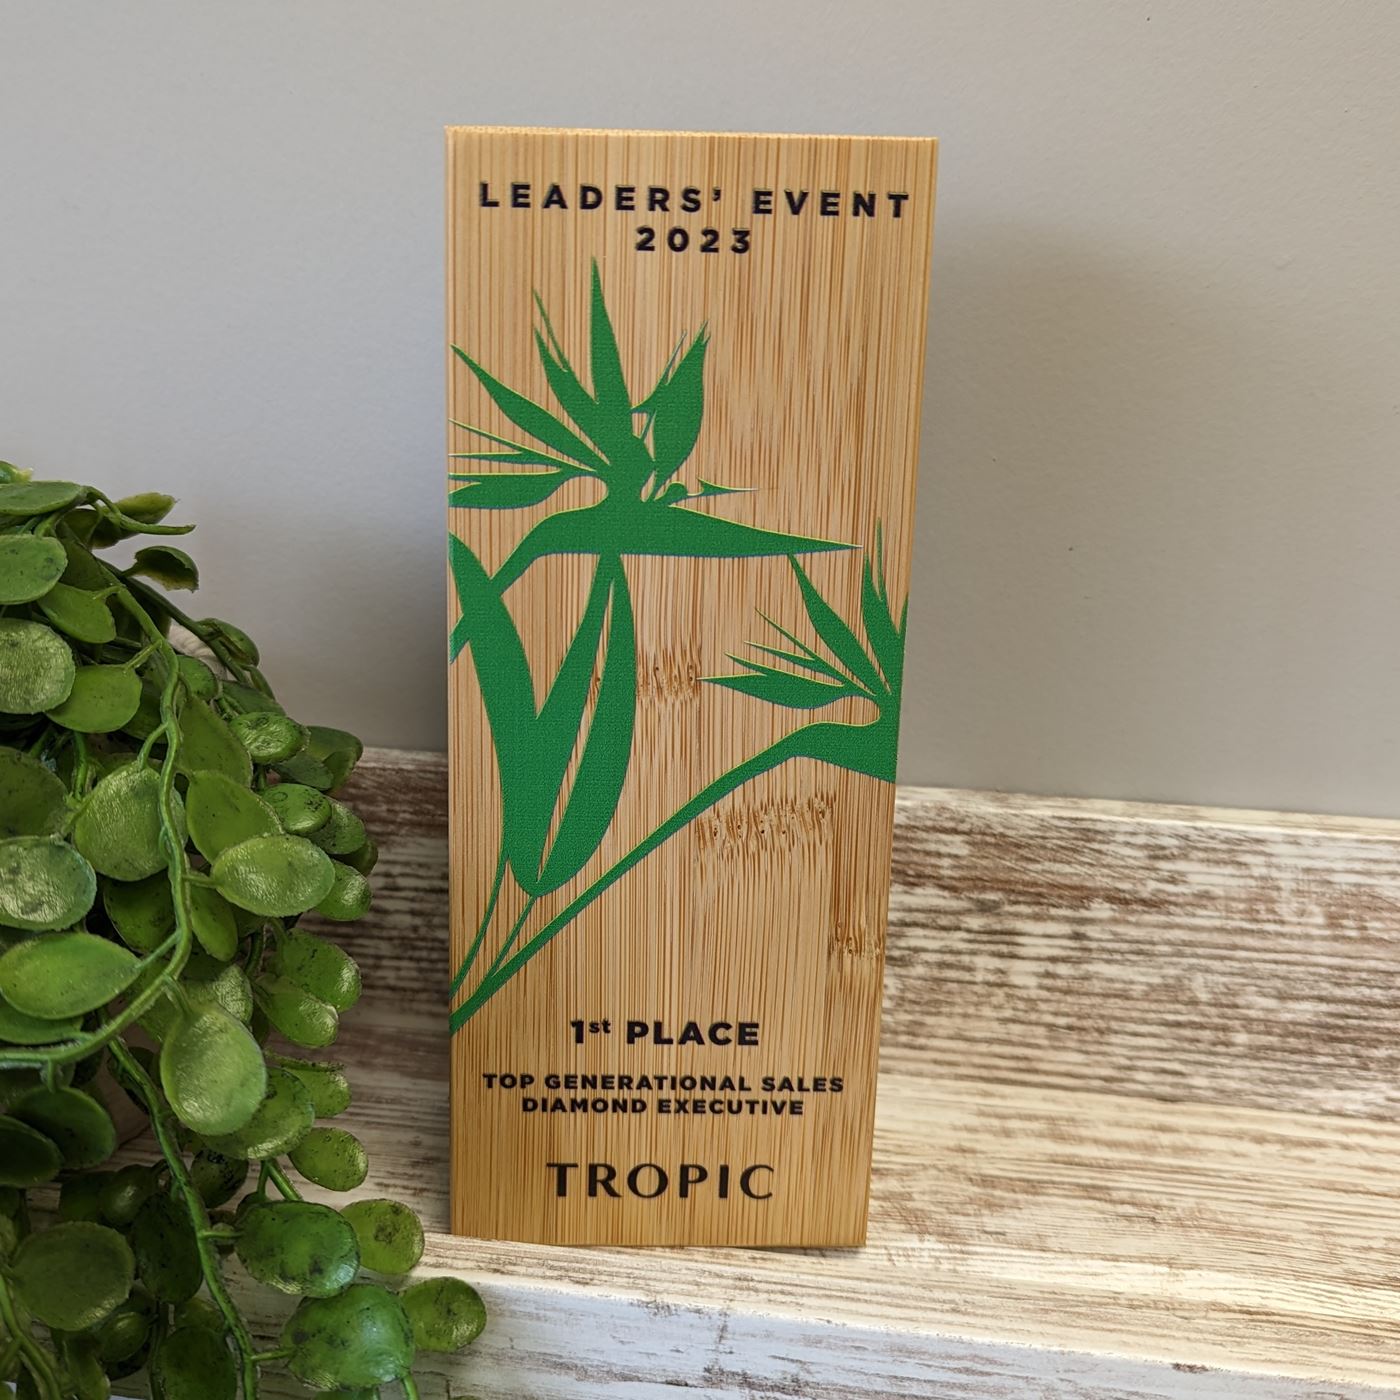 LEADERS' EVENT
2023
1st PLACE
TOP GENERATIONAL SALES
DIAMOND EXECUTIVE
TROPIC